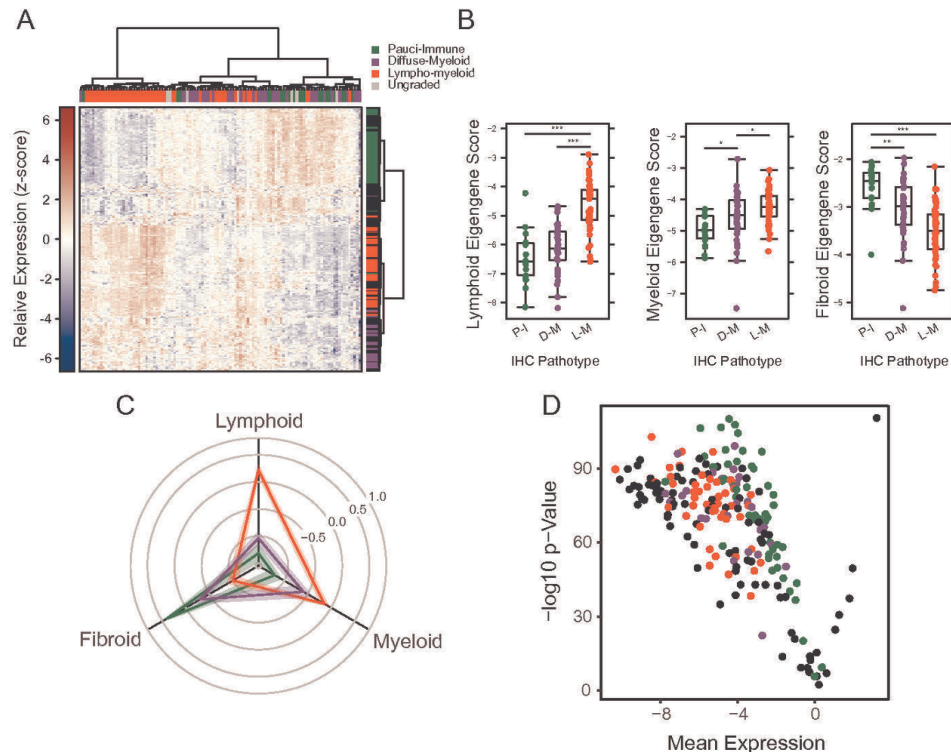 A
Pauci-Immune
Diffuse-Myeloid
Lympho-myeloid
Ungraded
Relaive Expression (z-score)
6
4
2
0
-2
-4
-6
B
Lymphoid Eigengene Score
-2
-3
-4
-5
-6
-7
-8
***
***
P-I
D-M
L-M
IHC Pathotype
Myeloid Eigengene Score
-2
-3
-4
-5
-6
-7
*
*
P-I
D-M
L-M
IHC Pathotype
Fibroid Eigengene Score
-2
-3
-4
-5
***
**
P-I
D-M
L-M
IHC Pathotype
C
Lymphoid
1.0
0.5
0.0
-0.5
Fibroid
Myeloid
D
-log10 p-Value
90
60
30
0
-8
-4
0
Mean Expression